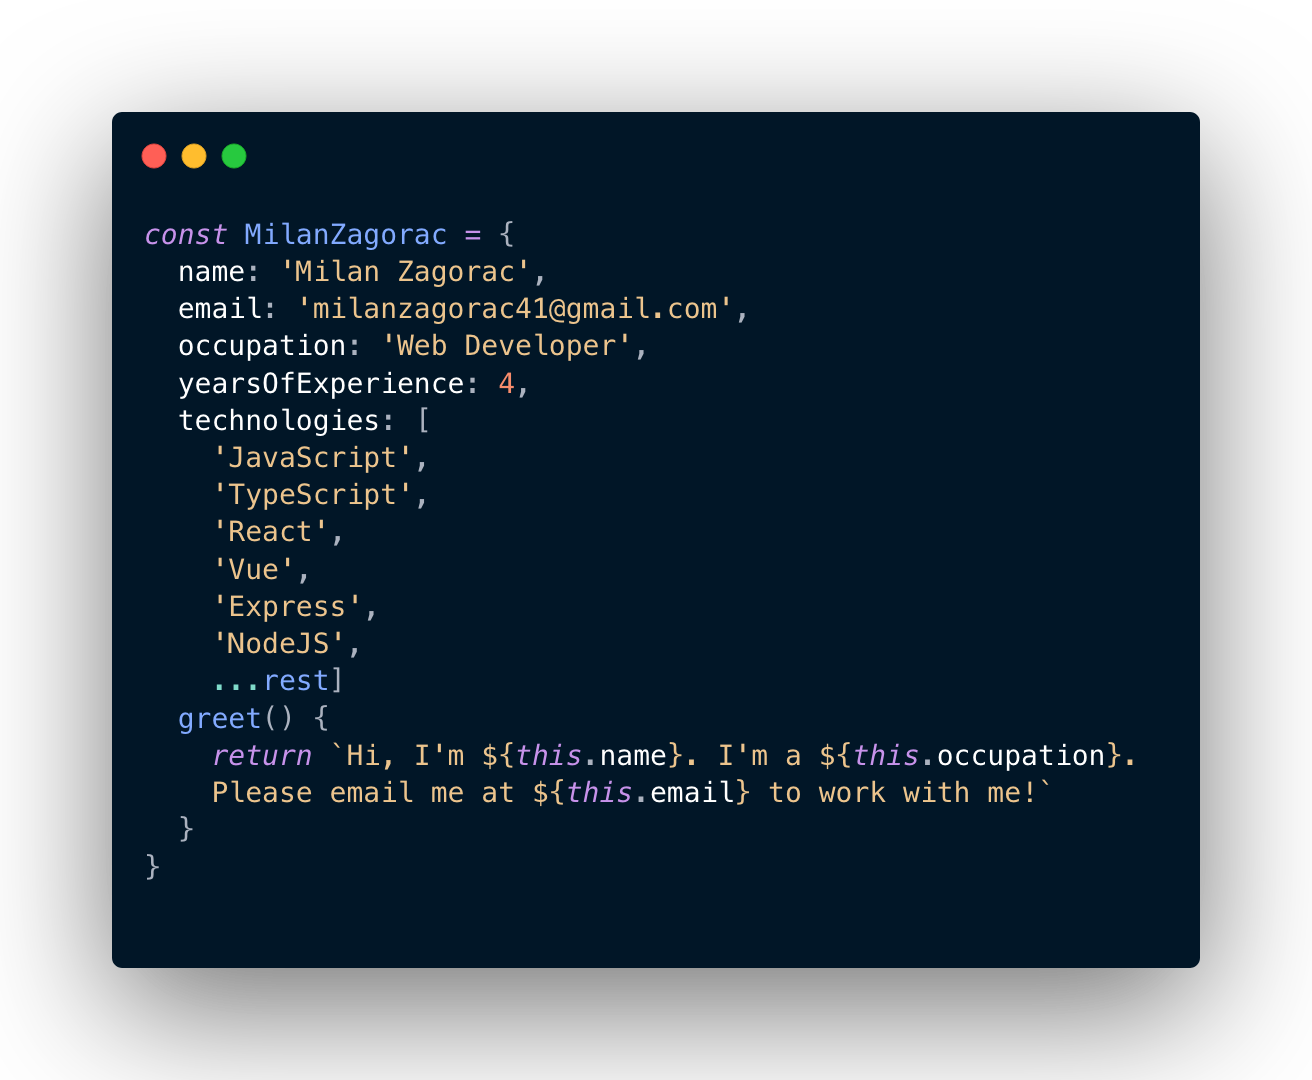 const MilanZagorac = {
  name: 'Milan Zagorac',
  email: 'milanzagorac41@gmail.com',
  occupation: 'Web Developer',
  yearsOfExperience: 4,
  technologies: [
    'JavaScript',
    'TypeScript',
    'React',
    'Vue',
    'Express',
    'NodeJS',
    ...rest]
  greet() {
    return `Hi, I'm ${this.name}. I'm a ${this.occupation}.
    Please email me at ${this.email} to work with me!`
  }
}